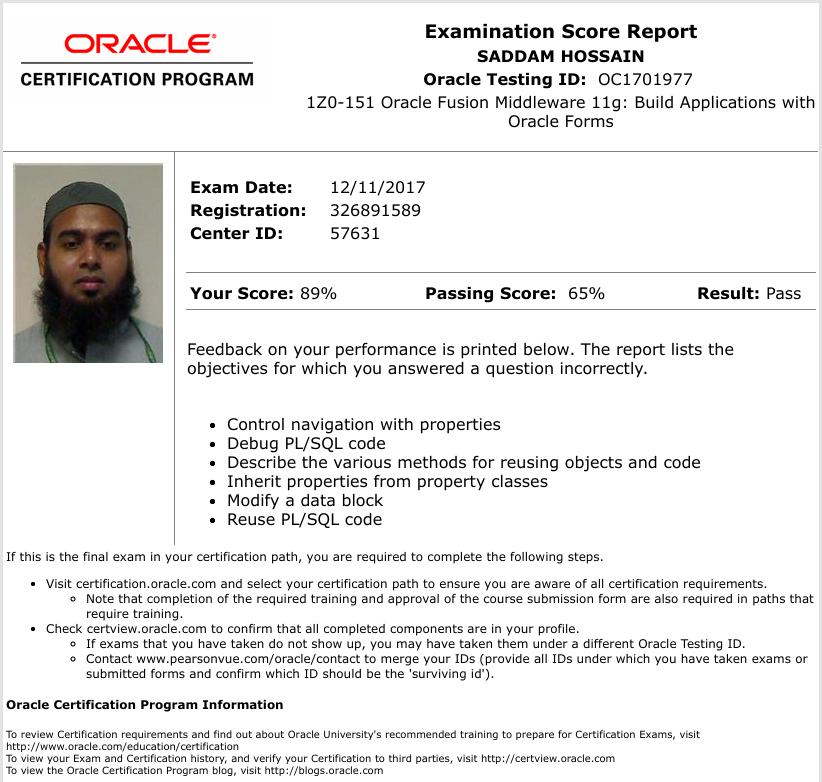 ORACLE®
CERTIFICATION PROGRAM
Examination Score Report
SADDAM HOSSAIN
Oracle Testing ID: OC1701977
1Z0-151 Oracle Fusion Middleware 11g: Build Applications with
Oracle Forms
Exam Date: 12/11/2017
Registration: 326891589
Center ID: 57631
Your Score: 89% Passing Score: 65% Result: Pass
Feedback on your performance is printed below. The report lists the
objectives for which you answered a question incorrectly.
• Control navigation with properties
• Debug PL/SQL code
• Describe the various methods for reusing objects and code
• Inherit properties from property classes
• Modify a data block
• Reuse PL/SQL code
If this is the final exam in your certification path, you are required to complete the following steps.
• Visit certification.oracle.com and select your certification path to ensure you are aware of all certification requirements.
◦ Note that completion of the required training and approval of the course submission form are also required in paths that
require training.
• Check certview.oracle.com to confirm that all completed components are in your profile.
◦ If exams that you have taken do not show up, you may have taken them under a different Oracle Testing ID.
◦ Contact www.pearsonvue.com/oracle/contact to merge your IDs (provide all IDs under which you have taken exams or
submitted forms and confirm which ID should be the 'surviving id').
Oracle Certification Program Information
To review Certification requirements and find out about Oracle University's recommended training to prepare for Certification Exams, visit
http://www.oracle.com/education/certification
To view your Exam and Certification history, and verify your Certification to third parties, visit http://certview.oracle.com
To view the Oracle Certification Program blog, visit http://blogs.oracle.com